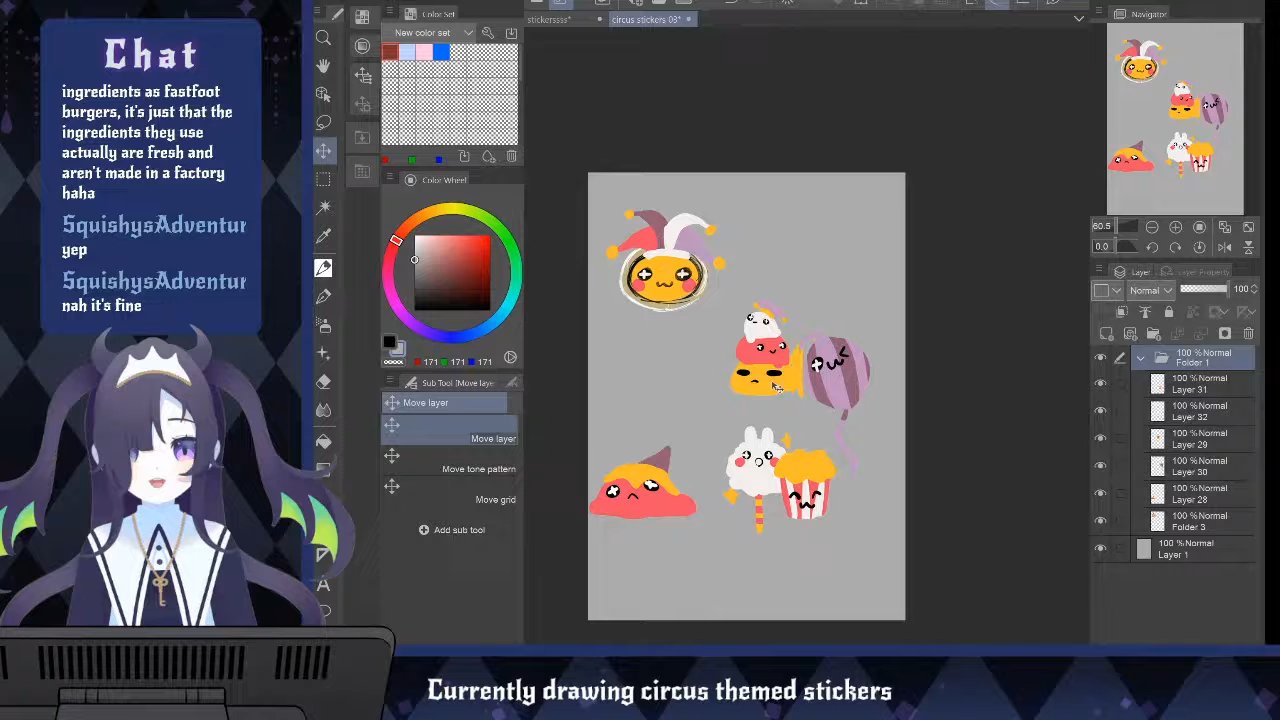 Chat
ingredients as fastfoot
burgers, it's just that the
ingredients they use
actually are fresh and
aren't made in a factory
haha
SquishysAdventur
yep
SquishysAdventur
nah it's fine
Color Set
New color set
Color Wheel
171 171 171
Sub Tool (Move laye
Move layer
Move layer
Move tone pattern
Move grid
Add sub tool
stickerssss*
circus stickers 03*
Navigator
60.5
0.0
Layer
Layer Property
Normal
100
100 %Normal
Folder 1
100 %Normal
Layer 31
100 %Normal
Layer 32
100 %Normal
Layer 29
100 %Normal
Layer 30
100 %Normal
Layer 28
100 %Normal
Folder 3
100 %Normal
Layer 1
Currently drawing circus themed stickers